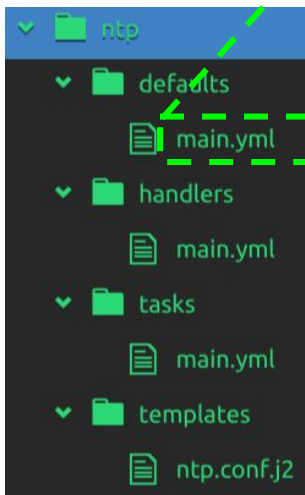 ntp
defaults
main.yml
handlers
main.yml
tasks
main.yml
templates
ntp.conf.j2